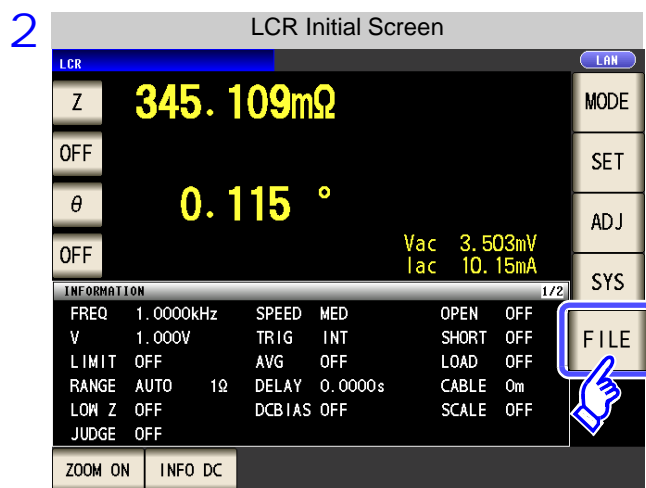 2
LCR Initial Screen
LCR
LAN
Z 345.109mΩ
MODE
OFF
SET
θ 0.115 °
ADJ
OFF
Vac 3.503mV
Iac 10.15mA
SYS
INFORMATION 1/2
FREQ 1.0000kHz SPEED MED OPEN OFF
V 1.000V TRIG INT SHORT OFF
FILE
LIMIT OFF AVG OFF LOAD OFF
RANGE AUTO 1Ω DELAY 0.0000s CABLE 0m
LOW Z OFF DCBIAS OFF SCALE OFF
JUDGE OFF
ZOOM ON INFO DC